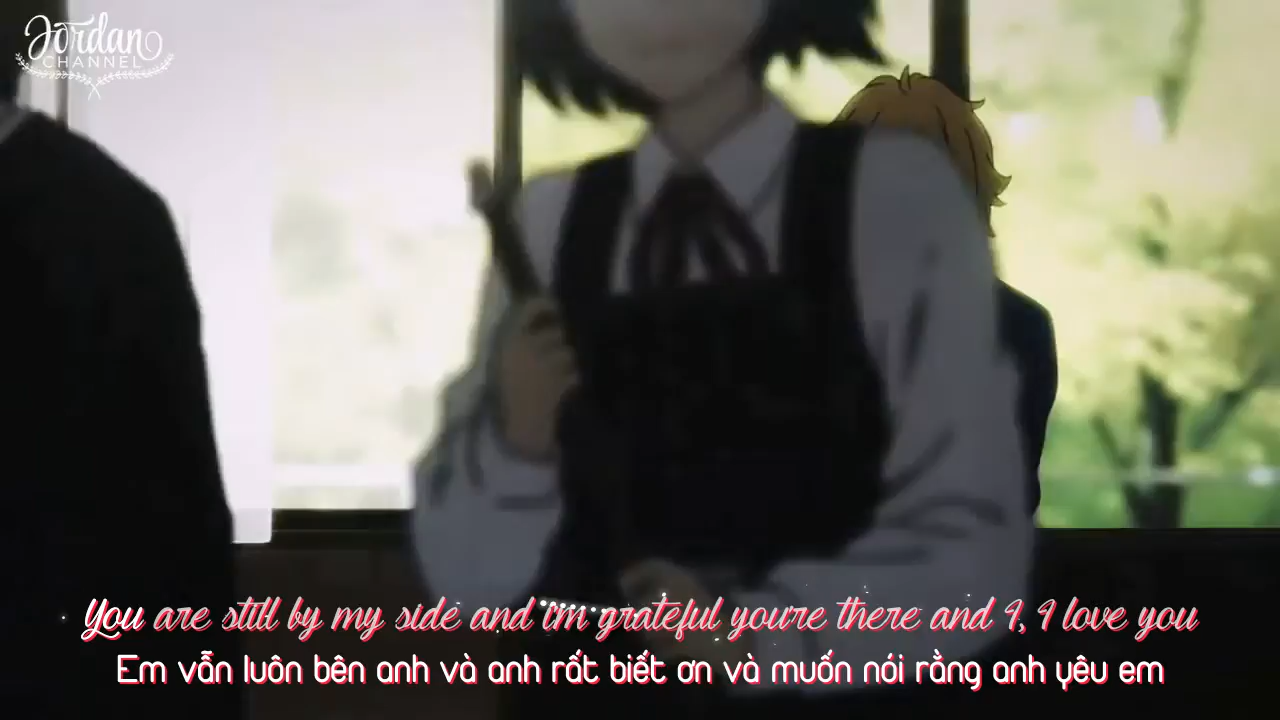 Jordan
CHANNEL
You are still by my side and i'm grateful you're there and I, I love you
Em vẫn luôn bên anh và anh rất biết ơn và muốn nói rằng anh yêu em